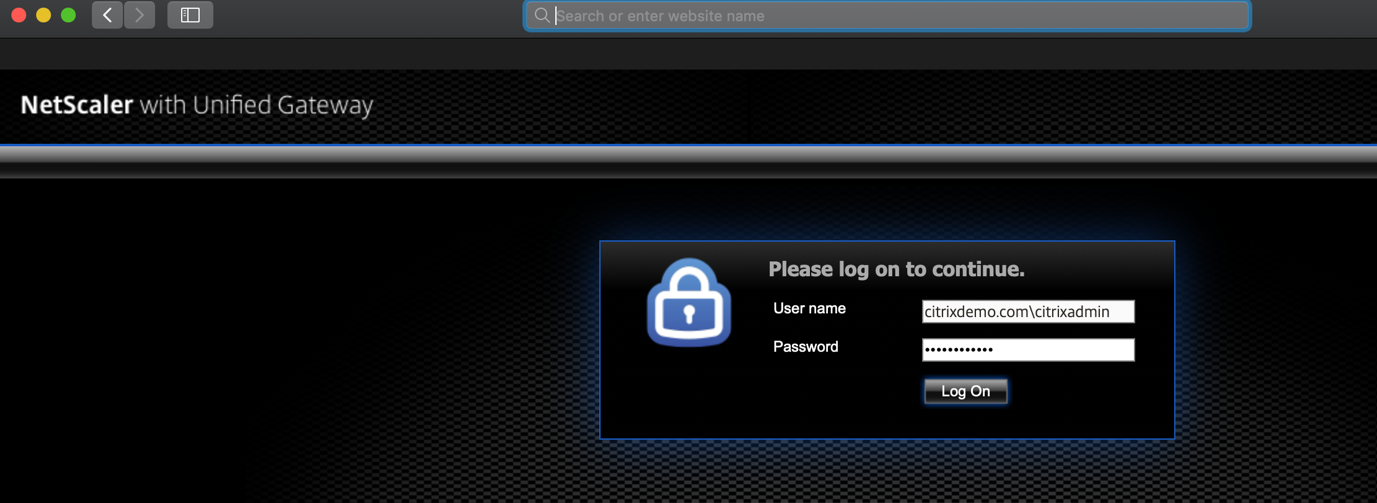 Search or enter website name
NetScaler with Unified Gateway
Please log on to continue.
User name
citrixdemo.com\citrixadmin
Password
••••••••••••
Log On